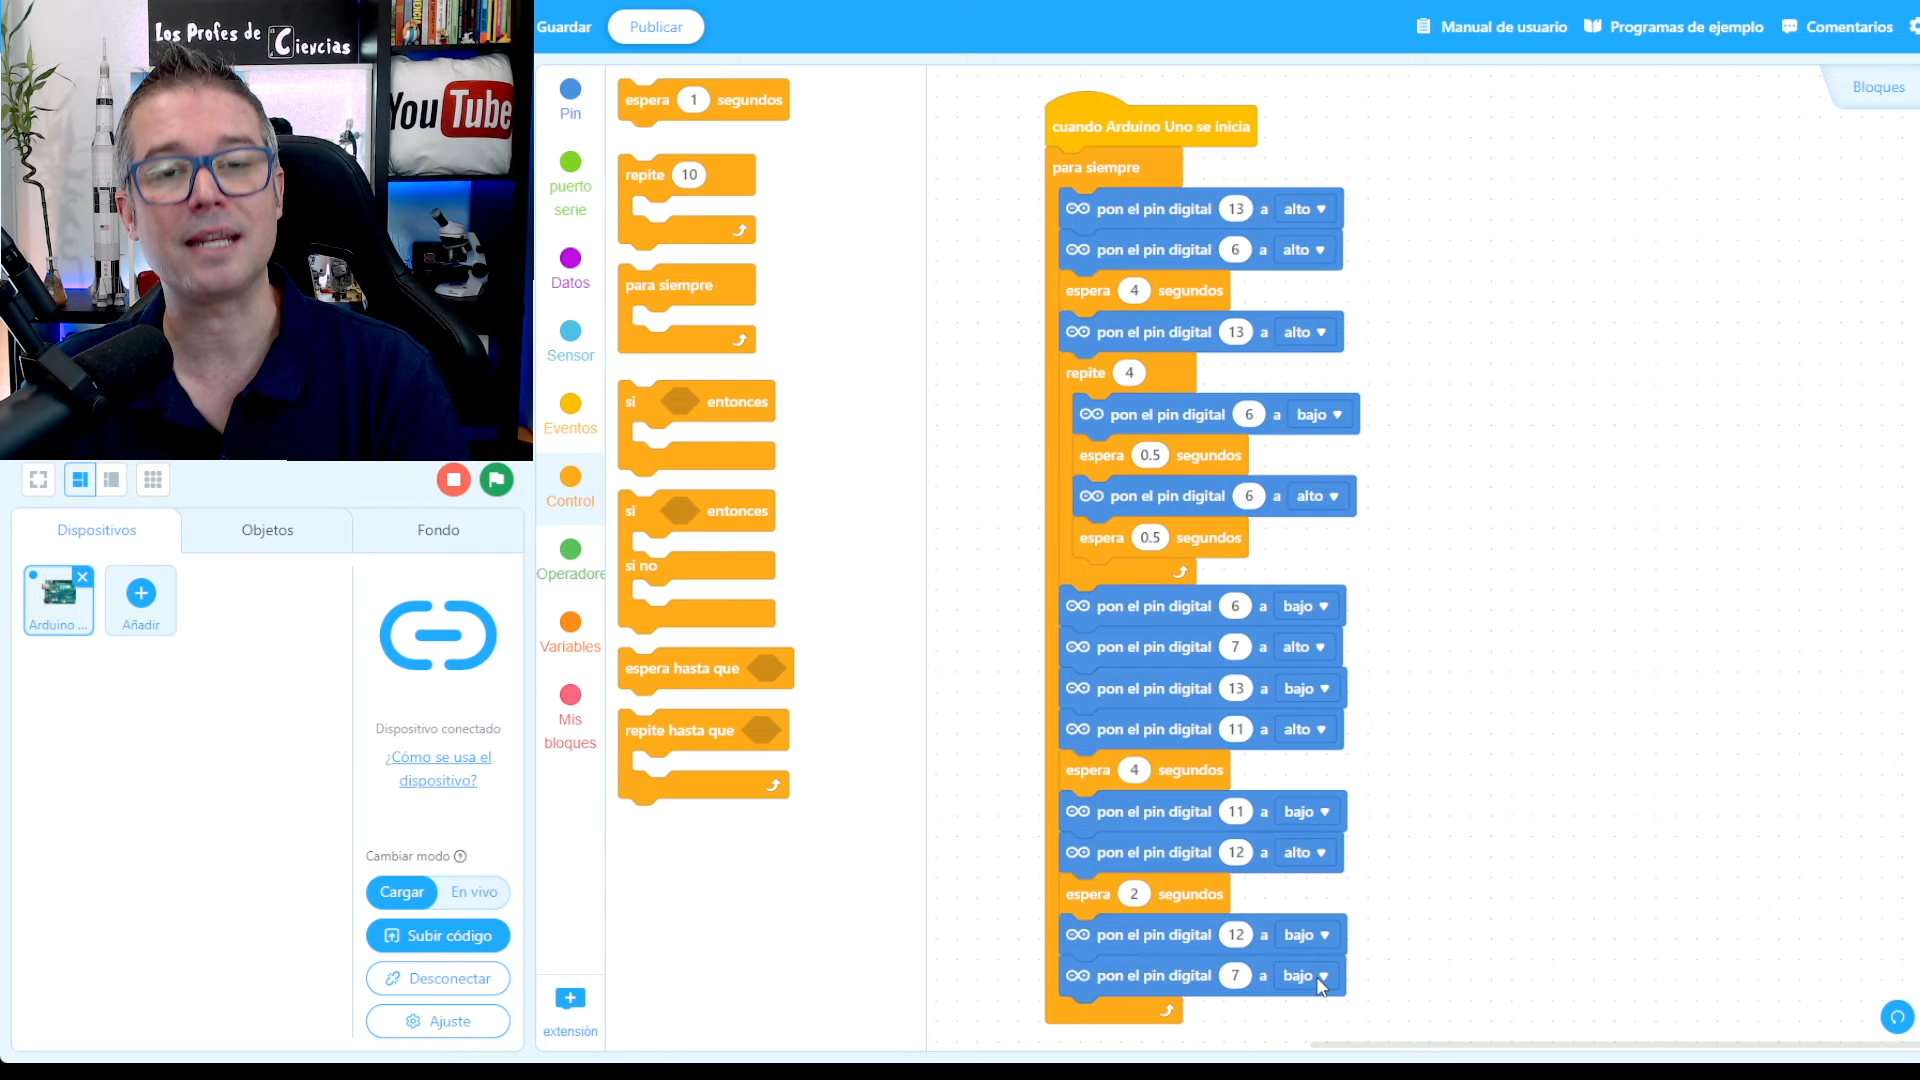 Los Profes de
Ciencias
YouTube
Guardar
Publicar
Manual de usuario
Programas de ejemplo
Comentarios
Bloques
Pin
puerto
serie
Datos
Sensor
Eventos
Control
Operadore
Variables
Mis
bloques
extensión
espera 1 segundos
repite 10
para siempre
si entonces
si entonces
si no
espera hasta que
repite hasta que
cuando Arduino Uno se inicia
para siempre
pon el pin digital 13 a alto
pon el pin digital 6 a alto
espera 4 segundos
pon el pin digital 13 a alto
repite 4
pon el pin digital 6 a bajo
espera 0.5 segundos
pon el pin digital 6 a alto
espera 0.5 segundos
pon el pin digital 6 a bajo
pon el pin digital 7 a alto
pon el pin digital 13 a bajo
pon el pin digital 11 a alto
espera 4 segundos
pon el pin digital 11 a bajo
pon el pin digital 12 a alto
espera 2 segundos
pon el pin digital 12 a bajo
pon el pin digital 7 a bajo
Dispositivos
Objetos
Fondo
Arduino ...
Añadir
Dispositivo conectado
¿Cómo se usa el
dispositivo?
Cambiar modo
Cargar
En vivo
Subir código
Desconectar
Ajuste